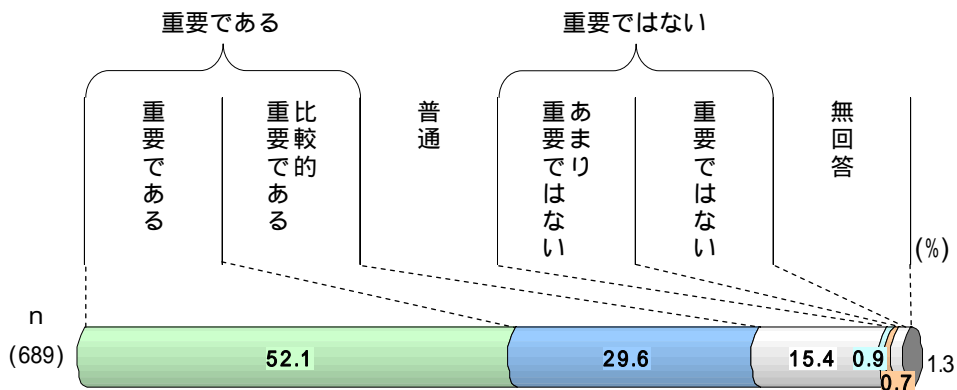 重要である
重要ではない
重要である
比較的
重要である
普通
あまり
重要ではない
重要ではない
無回答
(%)
n
(689)
52.1
29.6
15.4
0.9
0.7
1.3